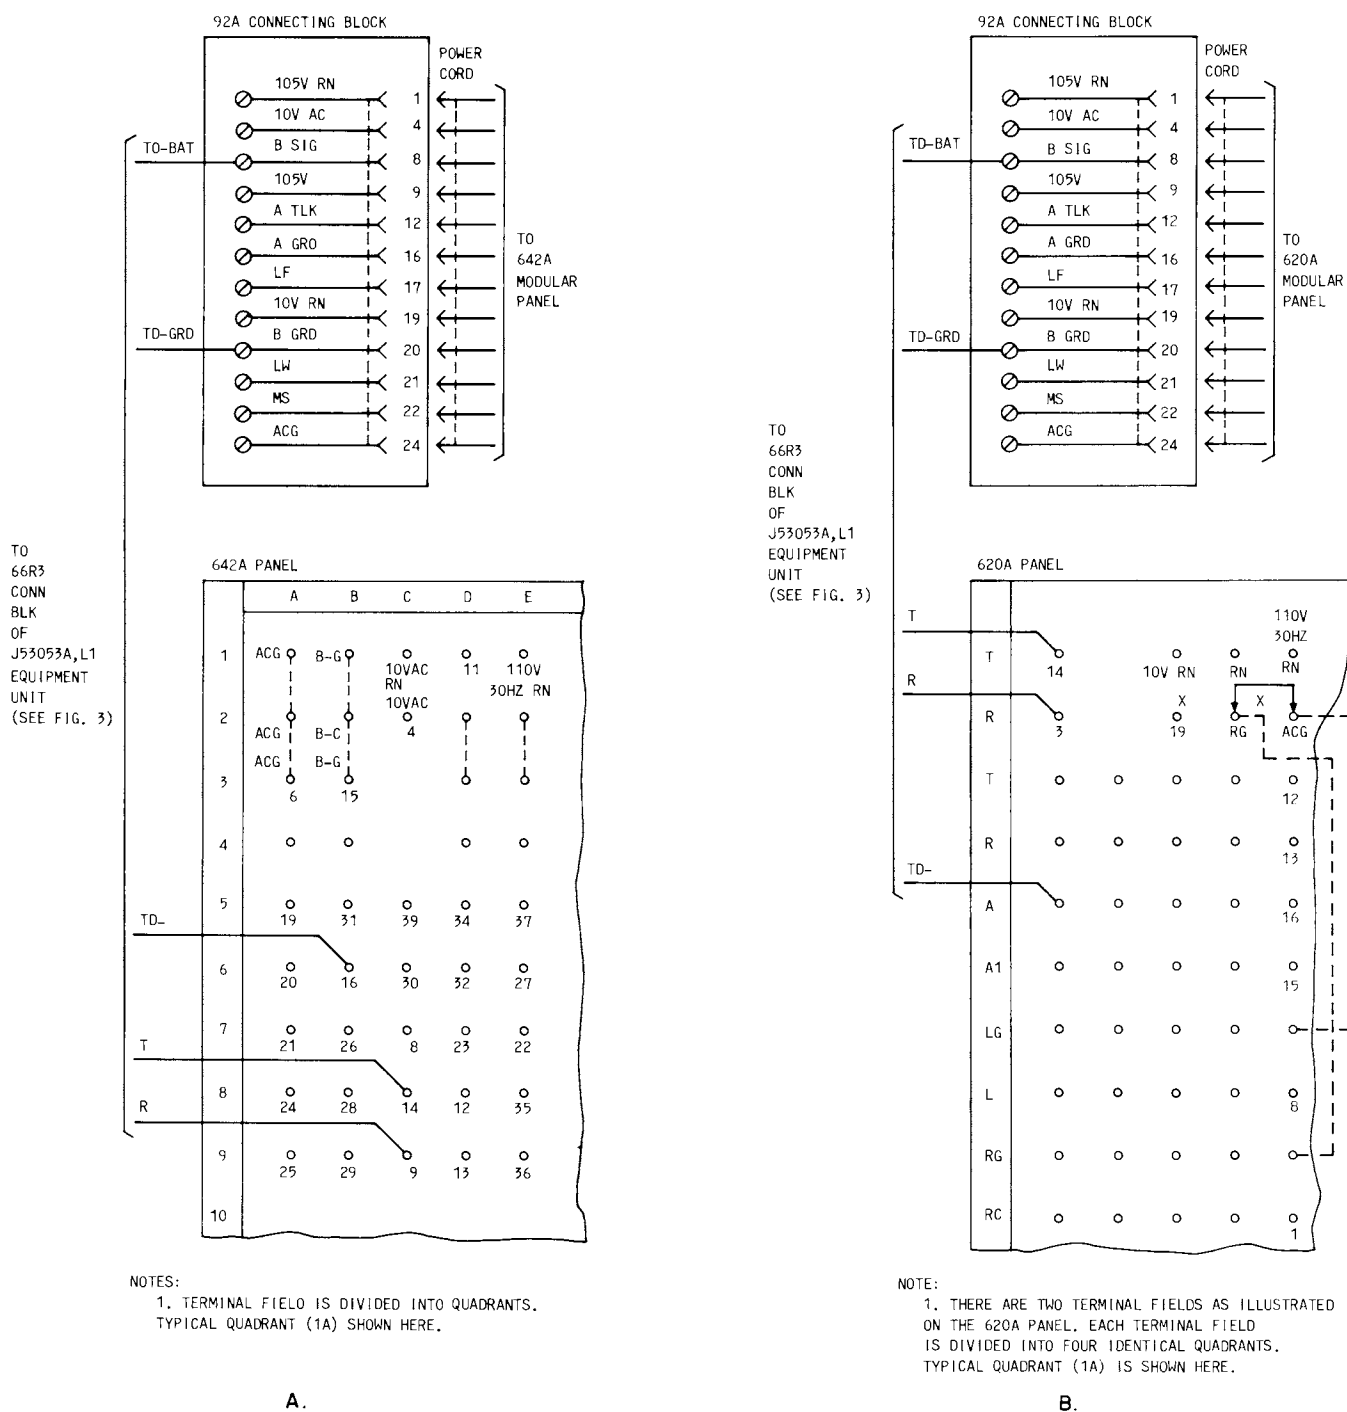 92A CONNECTING BLOCK
POWER
CORD
105V RN
1
10V AC
4
TO-BAT
B SIG
8
105V
9
A TLK
12
A GRO
16
LF
17
10V RN
19
TD-GRD
B GRD
20
LW
21
MS
22
ACG
24
TO
642A
MODULAR
PANEL
TO
66R3
CONN
BLK
OF
J53053A,L1
EQUIPMENT
UNIT
(SEE FIG. 3)
642A PANEL
A B C D E
1 ACG B-G 10VAC 11 110V
RN 30HZ RN
10VAC
2 ACG B-C 4
ACG B-G
3 6 15
4
5 19 31 39 34 37
TD-
6 20 16 30 32 27
7 21 26 8 23 22
T
8 24 28 14 12 35
R
9 25 29 9 13 36
10
NOTES:
1. TERMINAL FIELO IS DIVIDED INTO QUADRANTS.
TYPICAL QUADRANT (1A) SHOWN HERE.
A.
92A CONNECTING BLOCK
POWER
CORD
105V RN
1
10V AC
4
TD-BAT
B SIG
8
105V
9
A TLK
12
A GRD
16
LF
17
10V RN
19
TD-GRD
B GRD
20
LW
21
MS
22
ACG
24
TO
620A
MODULAR
PANEL
TO
66R3
CONN
BLK
OF
J53053A,L1
EQUIPMENT
UNIT
(SEE FIG. 3)
620A PANEL
110V
30HZ
T
T 14 10V RN RN RN
R
X X
R 3 19 RG ACG
T 12
R 13
TD-
A 16
A1 15
LG
L 8
RG
RC 1
NOTE:
1. THERE ARE TWO TERMINAL FIELDS AS ILLUSTRATED
ON THE 620A PANEL. EACH TERMINAL FIELD
IS DIVIDED INTO FOUR IDENTICAL QUADRANTS.
TYPICAL QUADRANT (1A) IS SHOWN HERE.
B.